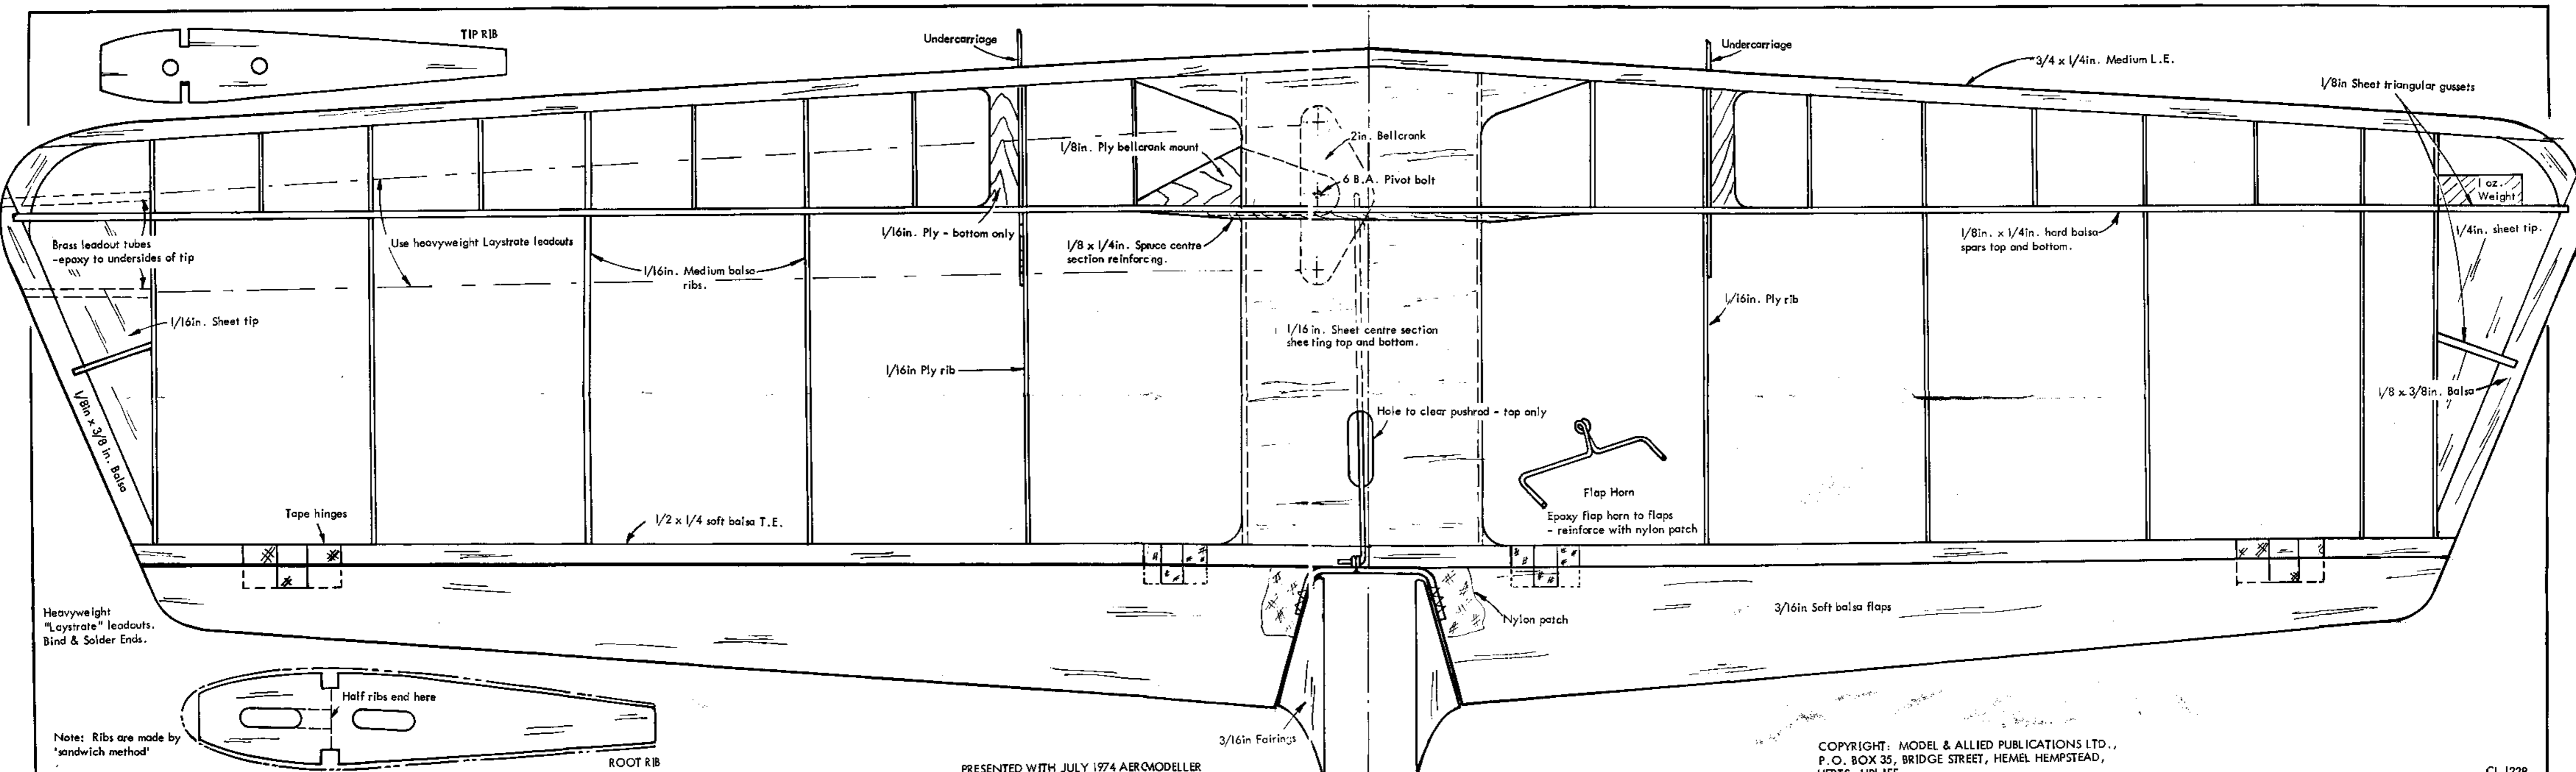 TIP RIB
Undercarriage
Undercarriage
3/4 x 1/4in. Medium L.E.
1/8in Sheet triangular gussets
2in. Bellcrank
1/8in. Ply bellcrank mount
6 B.A. Pivot bolt
1 oz.
Weight
Brass leadout tubes
-epoxy to undersides of tip
Use heavyweight Laystrate leadouts
1/16in. Ply - bottom only
1/8 x 1/4in. Spruce centre
section reinforcing.
1/8in. x 1/4in. hard balsa
spars top and bottom.
1/4in. sheet tip.
1/16in. Medium balsa
ribs.
1/16in. Sheet tip
1/16in. Ply rib
1/16 in. Sheet centre section
sheeting top and bottom.
1/16in Ply rib
1/8in x 3/8 in. Balsa
1/8 x 3/8in. Balsa
Hole to clear pushrod - top only
Flap Horn
Epoxy flap horn to flaps
- reinforce with nylon patch
Tape hinges
1/2 x 1/4 soft balsa T.E.
Heavyweight
"Laystrate" leadouts.
Bind & Solder Ends.
Nylon patch
3/16in Soft balsa flaps
Half ribs end here
Note: Ribs are made by
'sandwich method'
ROOT RIB
3/16in Fairings
PRESENTED WITH JULY 1974 AEROMODELLER
COPYRIGHT: MODEL & ALLIED PUBLICATIONS LTD.,
P.O. BOX 35, BRIDGE STREET, HEMEL HEMPSTEAD,